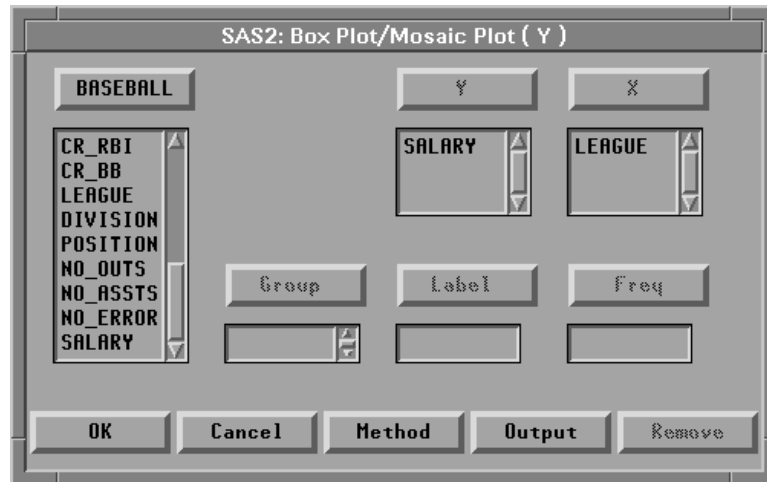 SAS2: Box Plot/Mosaic Plot ( Y )
BASEBALL
Y
X
CR_RBI
CR_BB
LEAGUE
DIVISION
POSITION
NO_OUTS
NO_ASSTS
NO_ERROR
SALARY
SALARY
LEAGUE
Group
Label
Freq
OK
Cancel
Method
Output
Remove